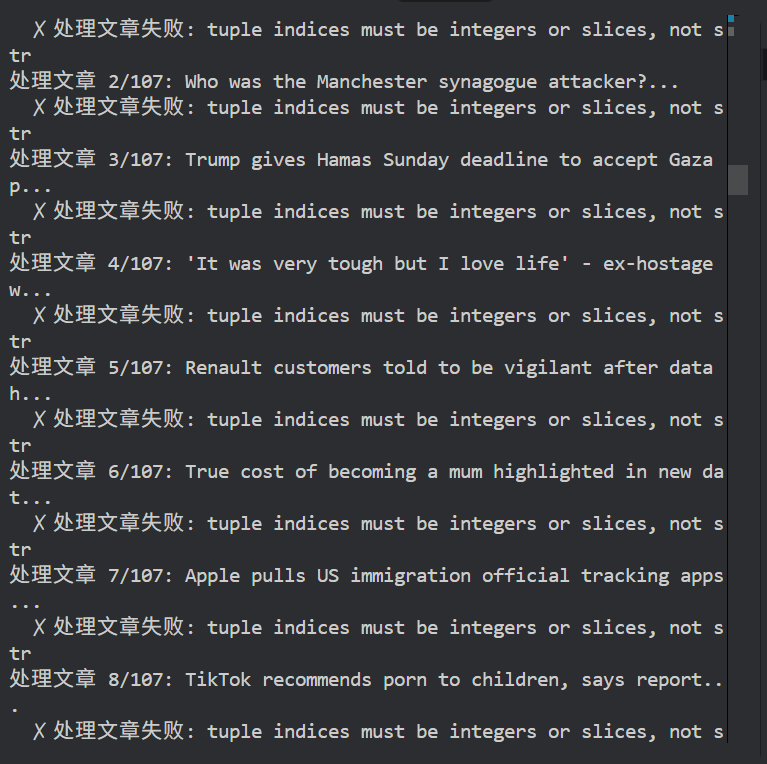 ✗ 处理文章失败: tuple indices must be integers or slices, not s
tr
处理文章 2/107: Who was the Manchester synagogue attacker?...
✗ 处理文章失败: tuple indices must be integers or slices, not s
tr
处理文章 3/107: Trump gives Hamas Sunday deadline to accept Gaza
p...
✗ 处理文章失败: tuple indices must be integers or slices, not s
tr
处理文章 4/107: 'It was very tough but I love life' - ex-hostage
w...
✗ 处理文章失败: tuple indices must be integers or slices, not s
tr
处理文章 5/107: Renault customers told to be vigilant after data
h...
✗ 处理文章失败: tuple indices must be integers or slices, not s
tr
处理文章 6/107: True cost of becoming a mum highlighted in new da
t...
✗ 处理文章失败: tuple indices must be integers or slices, not s
tr
处理文章 7/107: Apple pulls US immigration official tracking apps
...
✗ 处理文章失败: tuple indices must be integers or slices, not s
tr
处理文章 8/107: TikTok recommends porn to children, says report..
.
✗ 处理文章失败: tuple indices must be integers or slices, not s